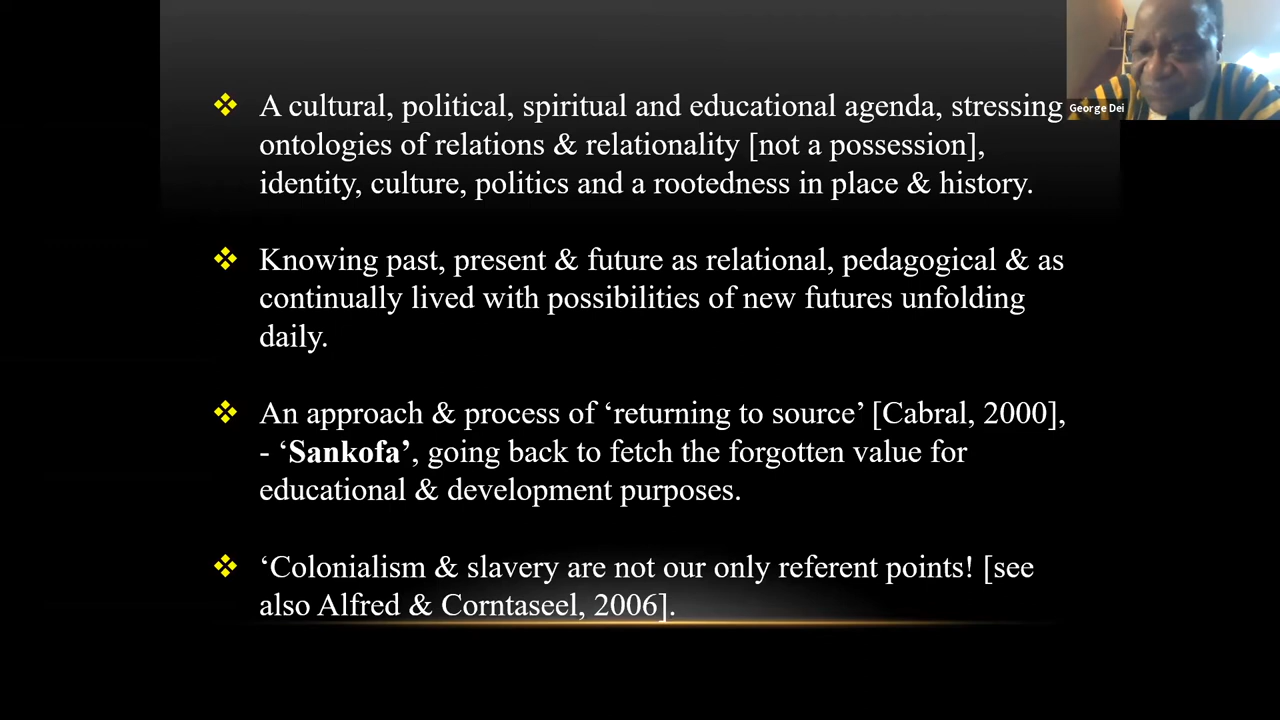 A cultural, political, spiritual and educational agenda, stressing
George Dei
ontologies of relations & relationality [not a possession],
identity, culture, politics and a rootedness in place & history.
Knowing past, present & future as relational, pedagogical & as
continually lived with possibilities of new futures unfolding
daily.
An approach & process of ‘returning to source’ [Cabral, 2000],
- ‘Sankofa’, going back to fetch the forgotten value for
educational & development purposes.
‘Colonialism & slavery are not our only referent points! [see
also Alfred & Corntaseel, 2006].